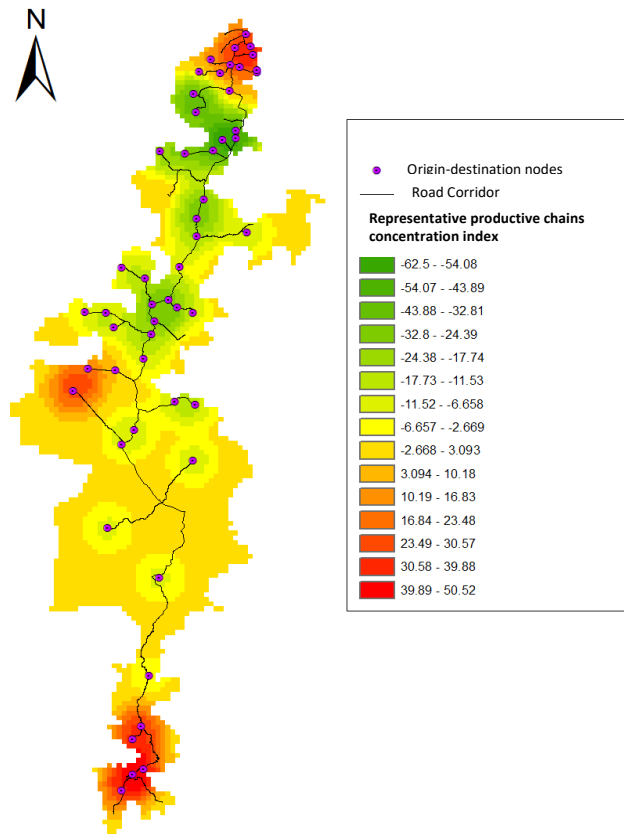 N
Origin-destination nodes
Road Corridor
Representative productive chains
concentration index
-62.5 - -54.08
-54.07 - -43.89
-43.88 - -32.81
-32.8 - -24.39
-24.38 - -17.74
-17.73 - -11.53
-11.52 - -6.658
-6.657 - -2.669
-2.668 - 3.093
3.094 - 10.18
10.19 - 16.83
16.84 - 23.48
23.49 - 30.57
30.58 - 39.88
39.89 - 50.52